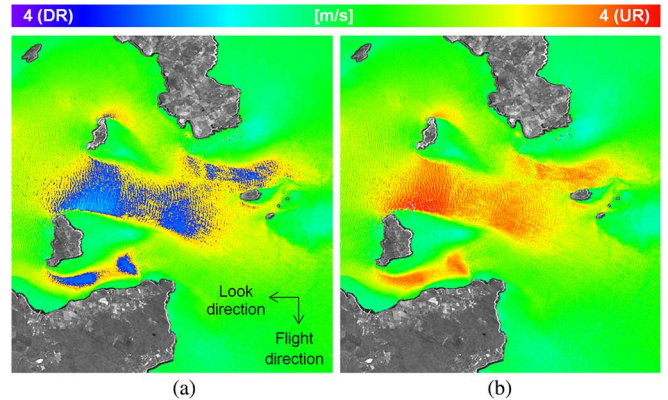 4 (DR) [m/s] 4 (UR)
Look
direction
Flight
direction
(a) (b)